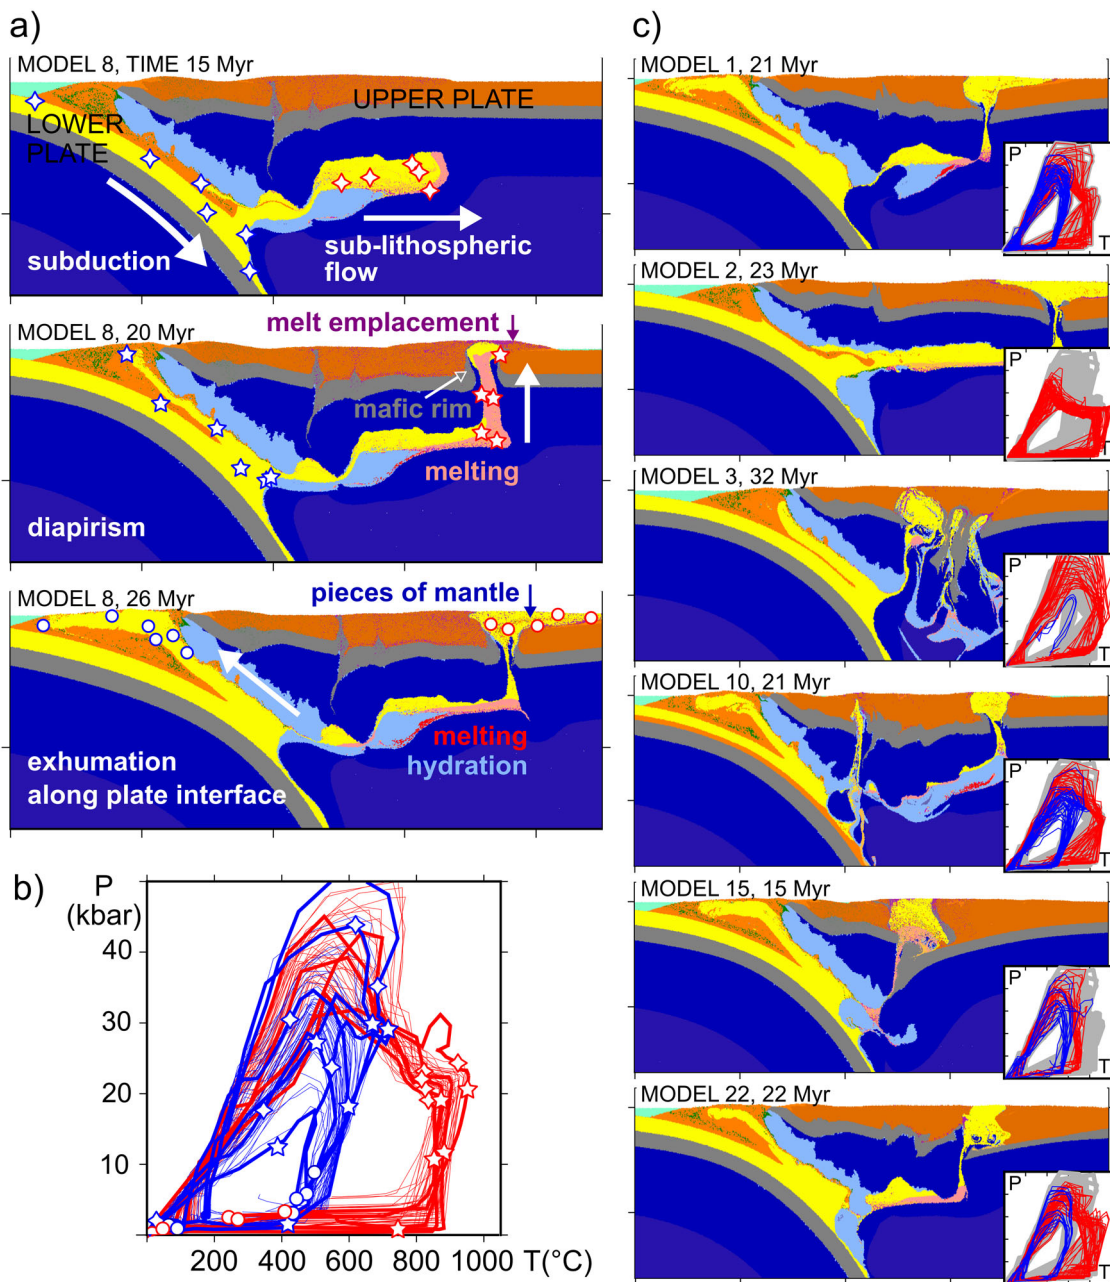 a)
MODEL 8, TIME 15 Myr
UPPER PLATE
LOWER
PLATE
subduction
sub-lithospheric
flow
MODEL 8, 20 Myr
melt emplacement
mafic rim
melting
diapirism
MODEL 8, 26 Myr
pieces of mantle
melting
hydration
exhumation
along plate interface
b)
P
(kbar)
40
30
20
10
200
400
600
800
1000
T(°C)
c)
MODEL 1, 21 Myr
P
T
MODEL 2, 23 Myr
P
T
MODEL 3, 32 Myr
P
T
MODEL 10, 21 Myr
P
T
MODEL 15, 15 Myr
P
T
MODEL 22, 22 Myr
P
T